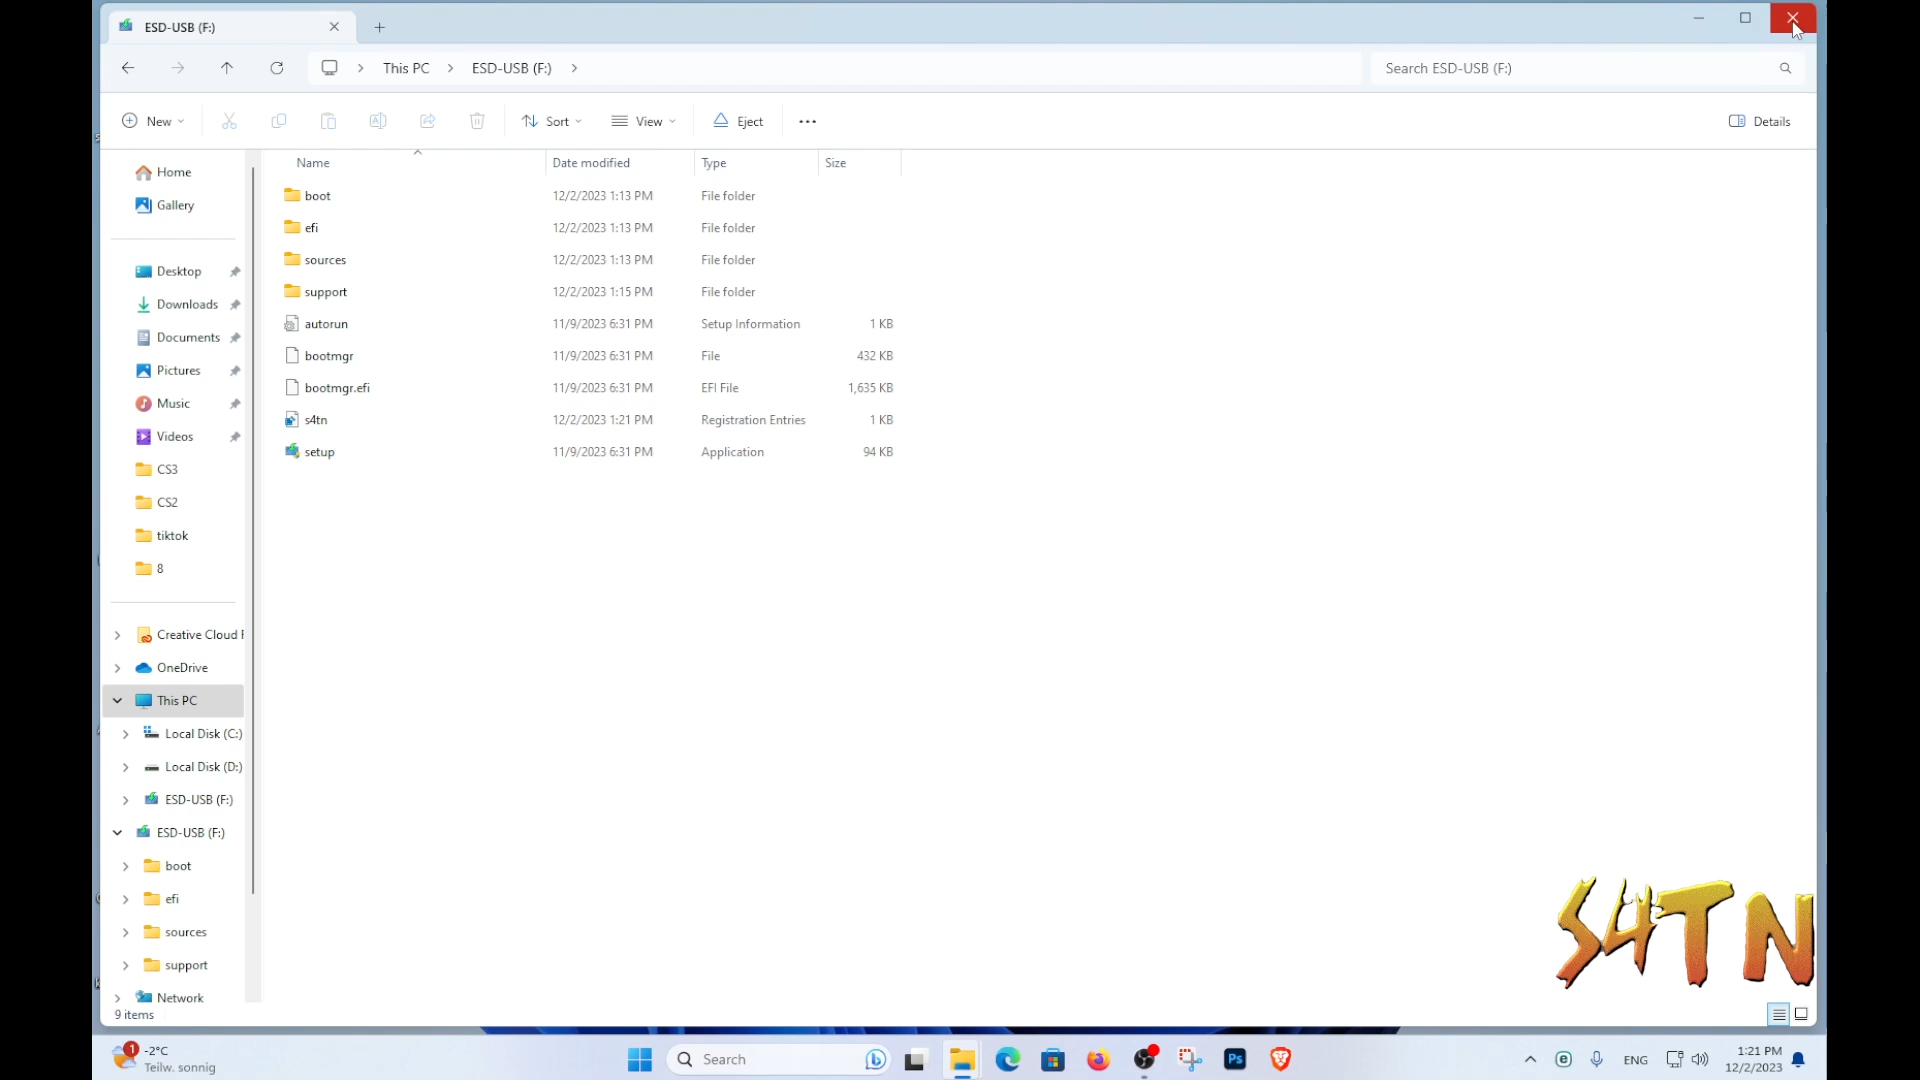 ESD-USB (F:)
This PC
ESD-USB (F:)
Search ESD-USB (F:)
New
Sort
View
Eject
Details
Name
Date modified
Type
Size
boot
12/2/2023 1:13 PM
File folder
efi
12/2/2023 1:13 PM
File folder
sources
12/2/2023 1:13 PM
File folder
support
12/2/2023 1:15 PM
File folder
autorun
11/9/2023 6:31 PM
Setup Information
1 KB
bootmgr
11/9/2023 6:31 PM
File
432 KB
bootmgr.efi
11/9/2023 6:31 PM
EFI File
1,635 KB
s4tn
12/2/2023 1:21 PM
Registration Entries
1 KB
setup
11/9/2023 6:31 PM
Application
94 KB
Home
Gallery
Desktop
Downloads
Documents
Pictures
Music
Videos
CS3
CS2
tiktok
8
Creative Cloud F
OneDrive
This PC
Local Disk (C:)
Local Disk (D:)
ESD-USB (F:)
ESD-USB (F:)
boot
efi
sources
support
Network
9 items
S4TN
1
-2°C
Teilw. sonnig
Search
Ps
ENG
1:21 PM
12/2/2023